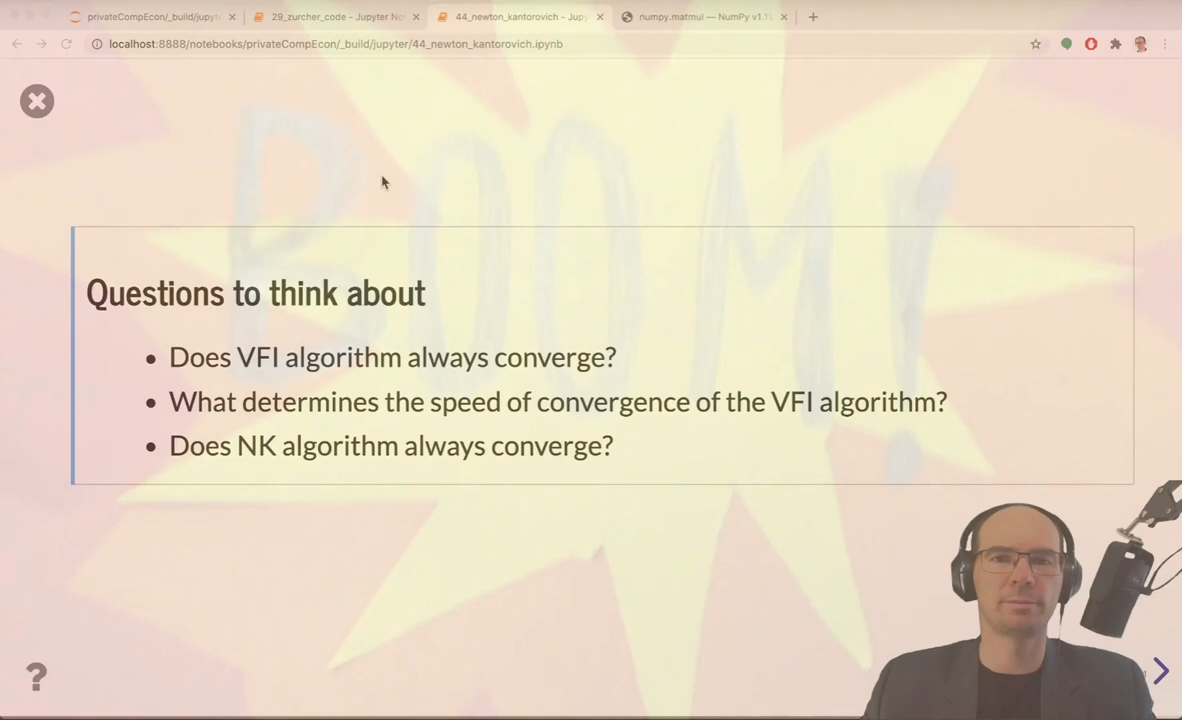 privateCompEcon/_build/jupyt
29_zurcher_code - Jupyter No
44_newton_kantorovich - Jup
numpy.matmul — NumPy v1.1
localhost:8888/notebooks/privateCompEcon/_build/jupyter/44_newton_kantorovich.ipynb
BOOM!
Questions to think about
• Does VFI algorithm always converge?
• What determines the speed of convergence of the VFI algorithm?
• Does NK algorithm always converge?
?